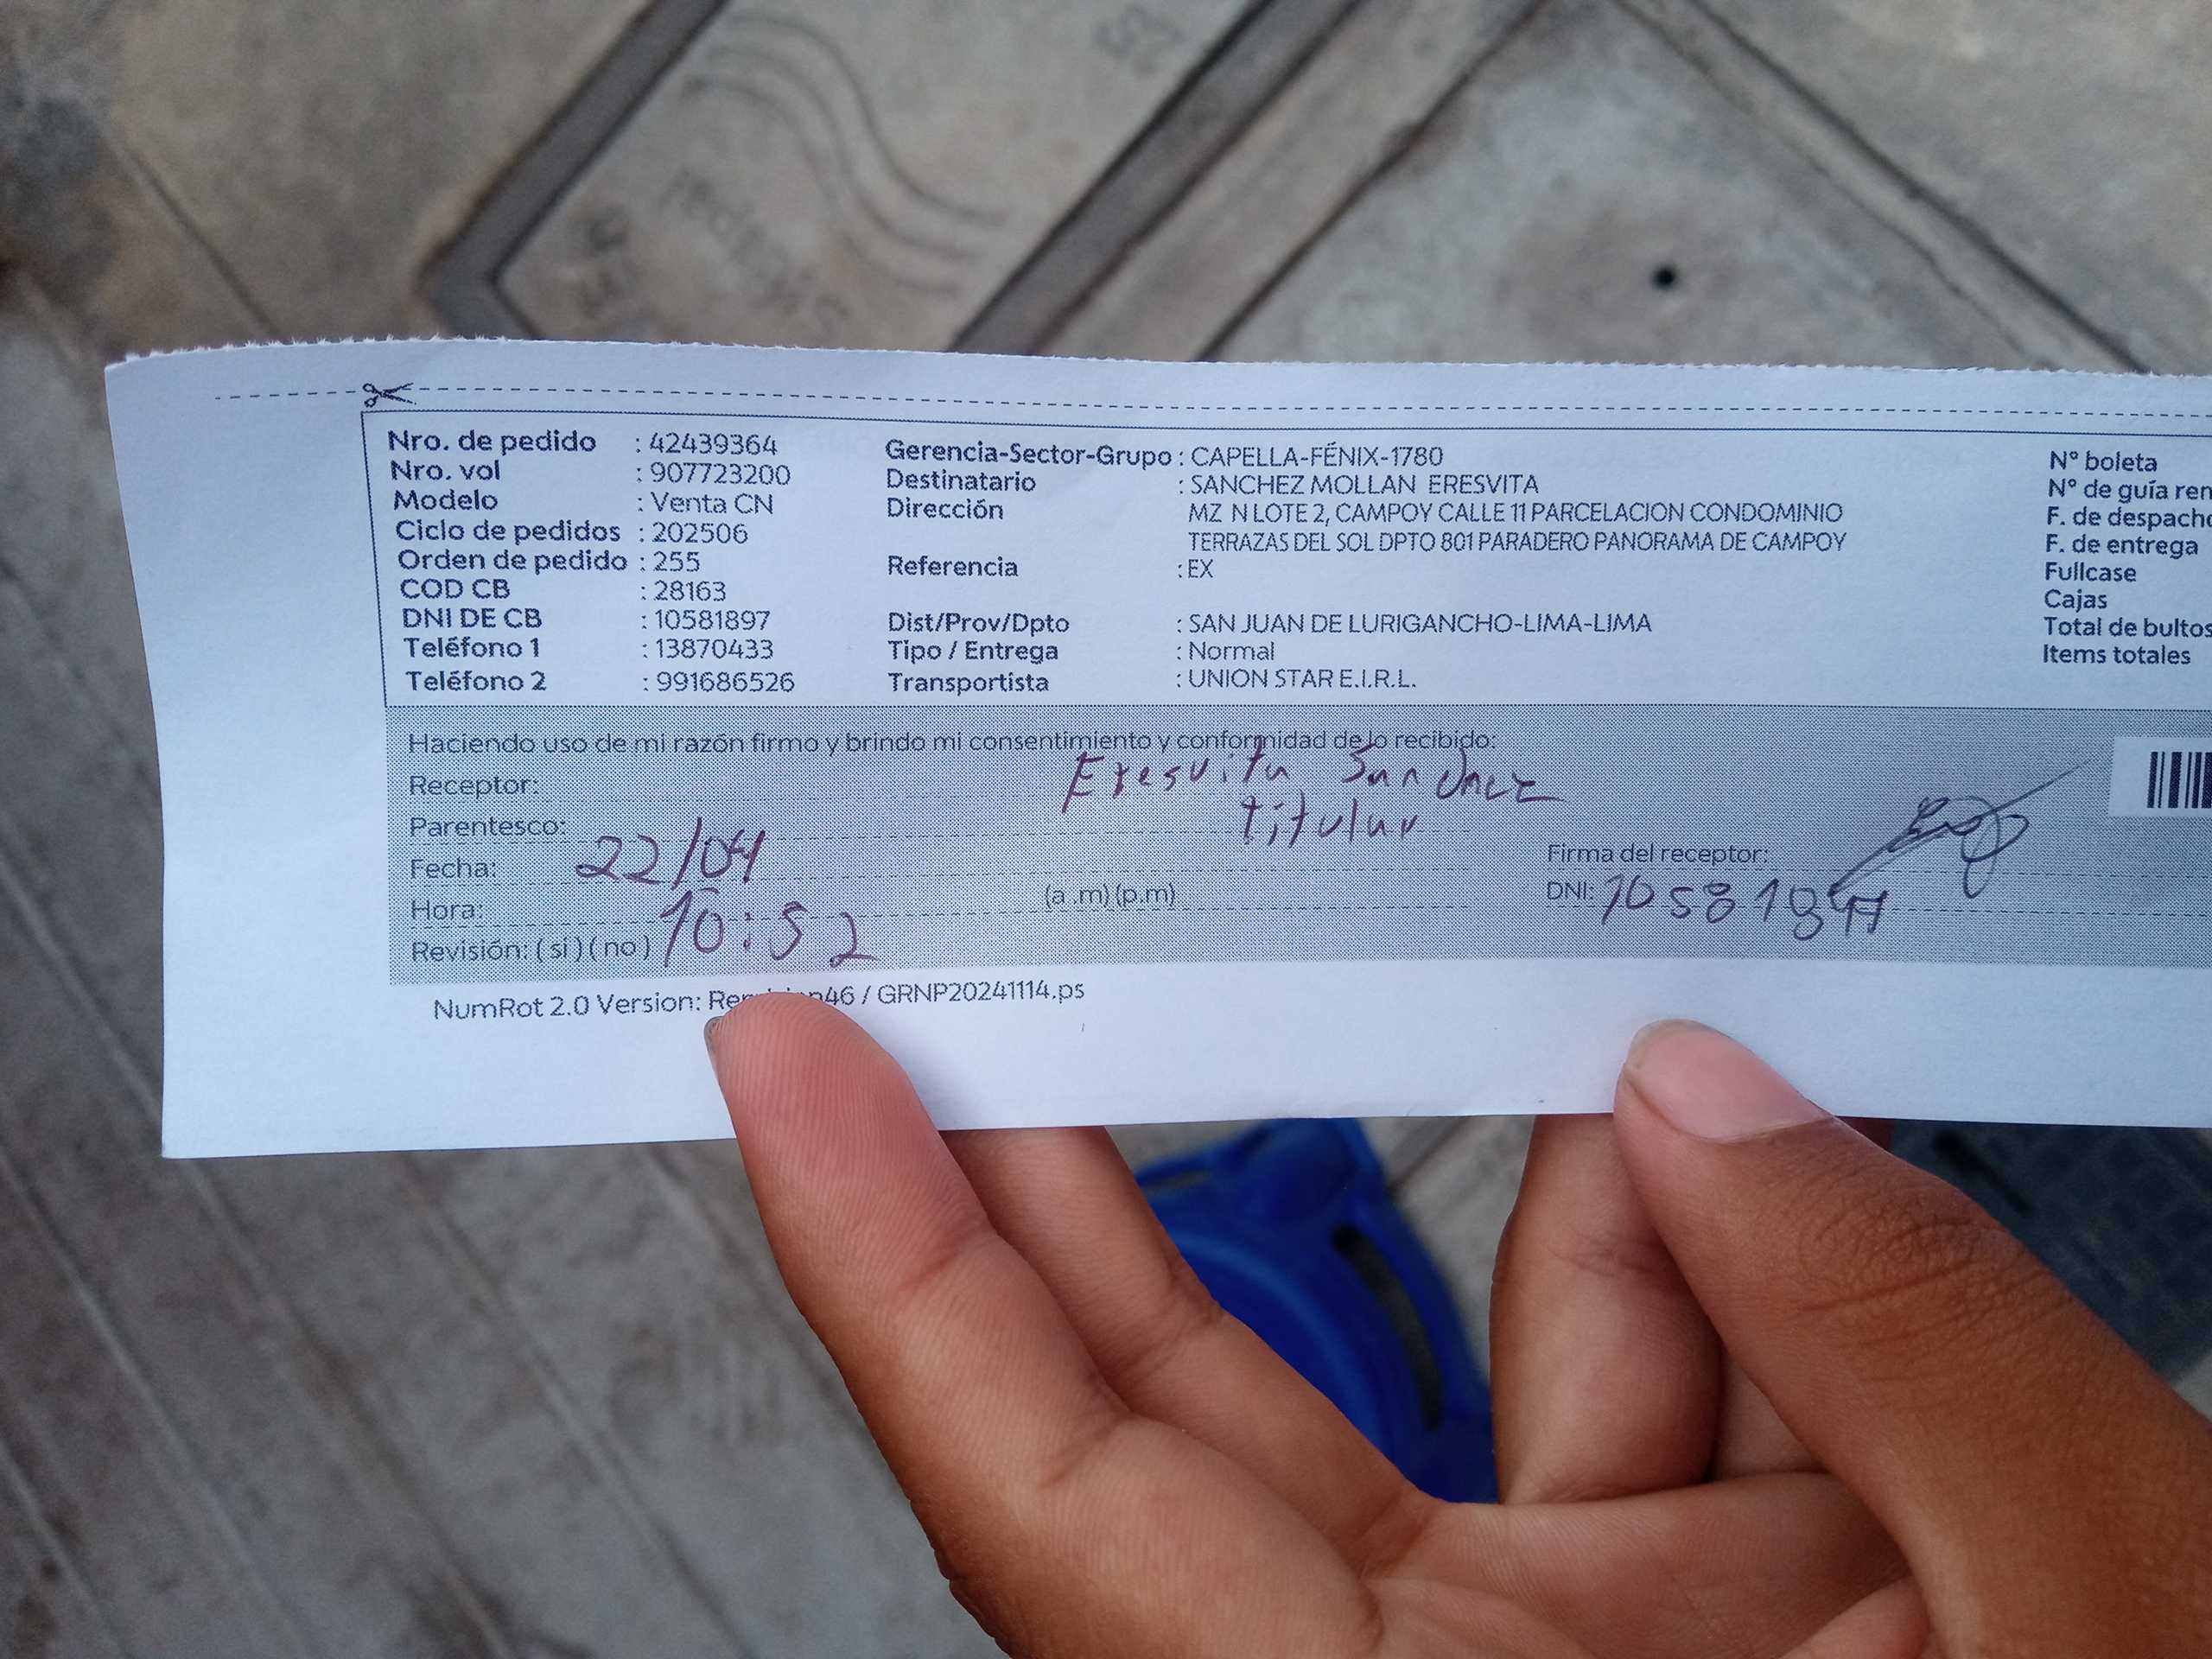 Nro. de pedido : 42439364
Nro. vol : 907723200
Modelo : Venta CN
Ciclo de pedidos : 202506
Orden de pedido : 255
COD CB : 28163
DNI DE CB : 10581897
Teléfono 1 : 13870433
Teléfono 2 : 991686526
Gerencia-Sector-Grupo : CAPELLA-FÉNIX-1780
Destinatario : SANCHEZ MOLLAN ERESVITA
Dirección MZ N LOTE 2, CAMPOY CALLE 11 PARCELACION CONDOMINIO
TERRAZAS DEL SOL DPTO 801 PARADERO PANORAMA DE CAMPOY
Referencia : EX
Dist/Prov/Dpto : SAN JUAN DE LURIGANCHO-LIMA-LIMA
Tipo / Entrega : Normal
Transportista : UNION STAR E.I.R.L.
N° boleta
N° de guía ren
F. de despacho
F. de entrega
Fullcase
Cajas
Total de bultos
Items totales
Haciendo uso de mi razón firmo y brindo mi consentimiento y conformidad de lo recibido:
Receptor: Eresvita Sanchez
Parentesco: titular
Fecha: 22/04
Firma del receptor:
Hora: 10:52 (a .m) (p.m)
DNI:
Revisión: ( si ) ( no )
NumRot 2.0 Version: 46 / GRNP20241114.ps